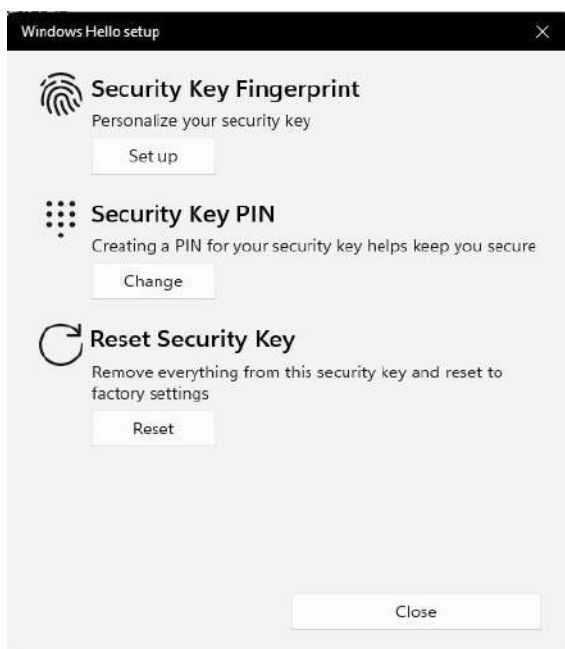 Windows Hello setup
Security Key Fingerprint
Personalize your security key
Set up
Security Key PIN
Creating a PIN for your security key helps keep you secure
Change
Reset Security Key
Remove everything from this security key and reset to
factory settings
Reset
Close